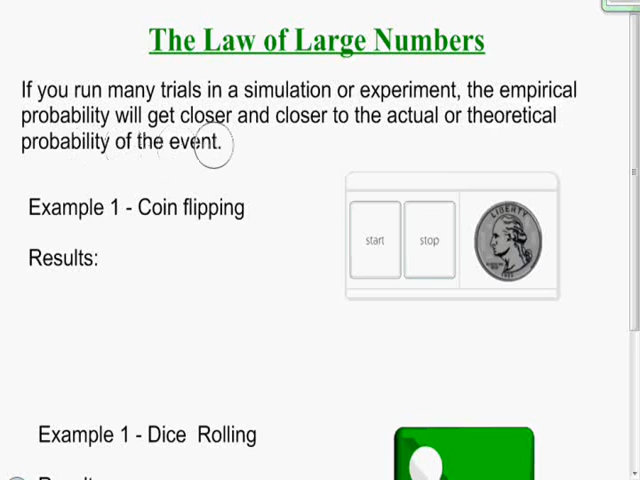 The Law of Large Numbers
If you run many trials in a simulation or experiment, the empirical
probability will get closer and closer to the actual or theoretical
probability of the event.
Example 1 - Coin flipping
start
stop
LIBERTY
Results:
Example 1 - Dice Rolling